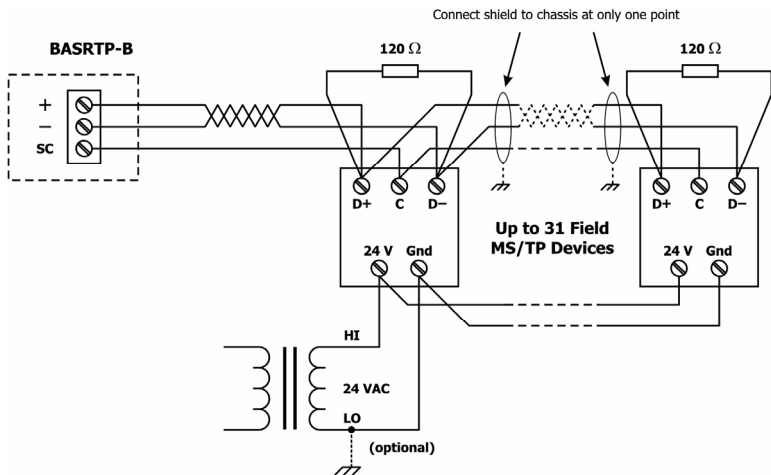 Connect shield to chassis at only one point
BASRTP-B
120 Ω
120 Ω
+
−
SC
D+ C D−
D+ C D−
Up to 31 Field
MS/TP Devices
24 V Gnd
24 V Gnd
HI
24 VAC
LO
(optional)